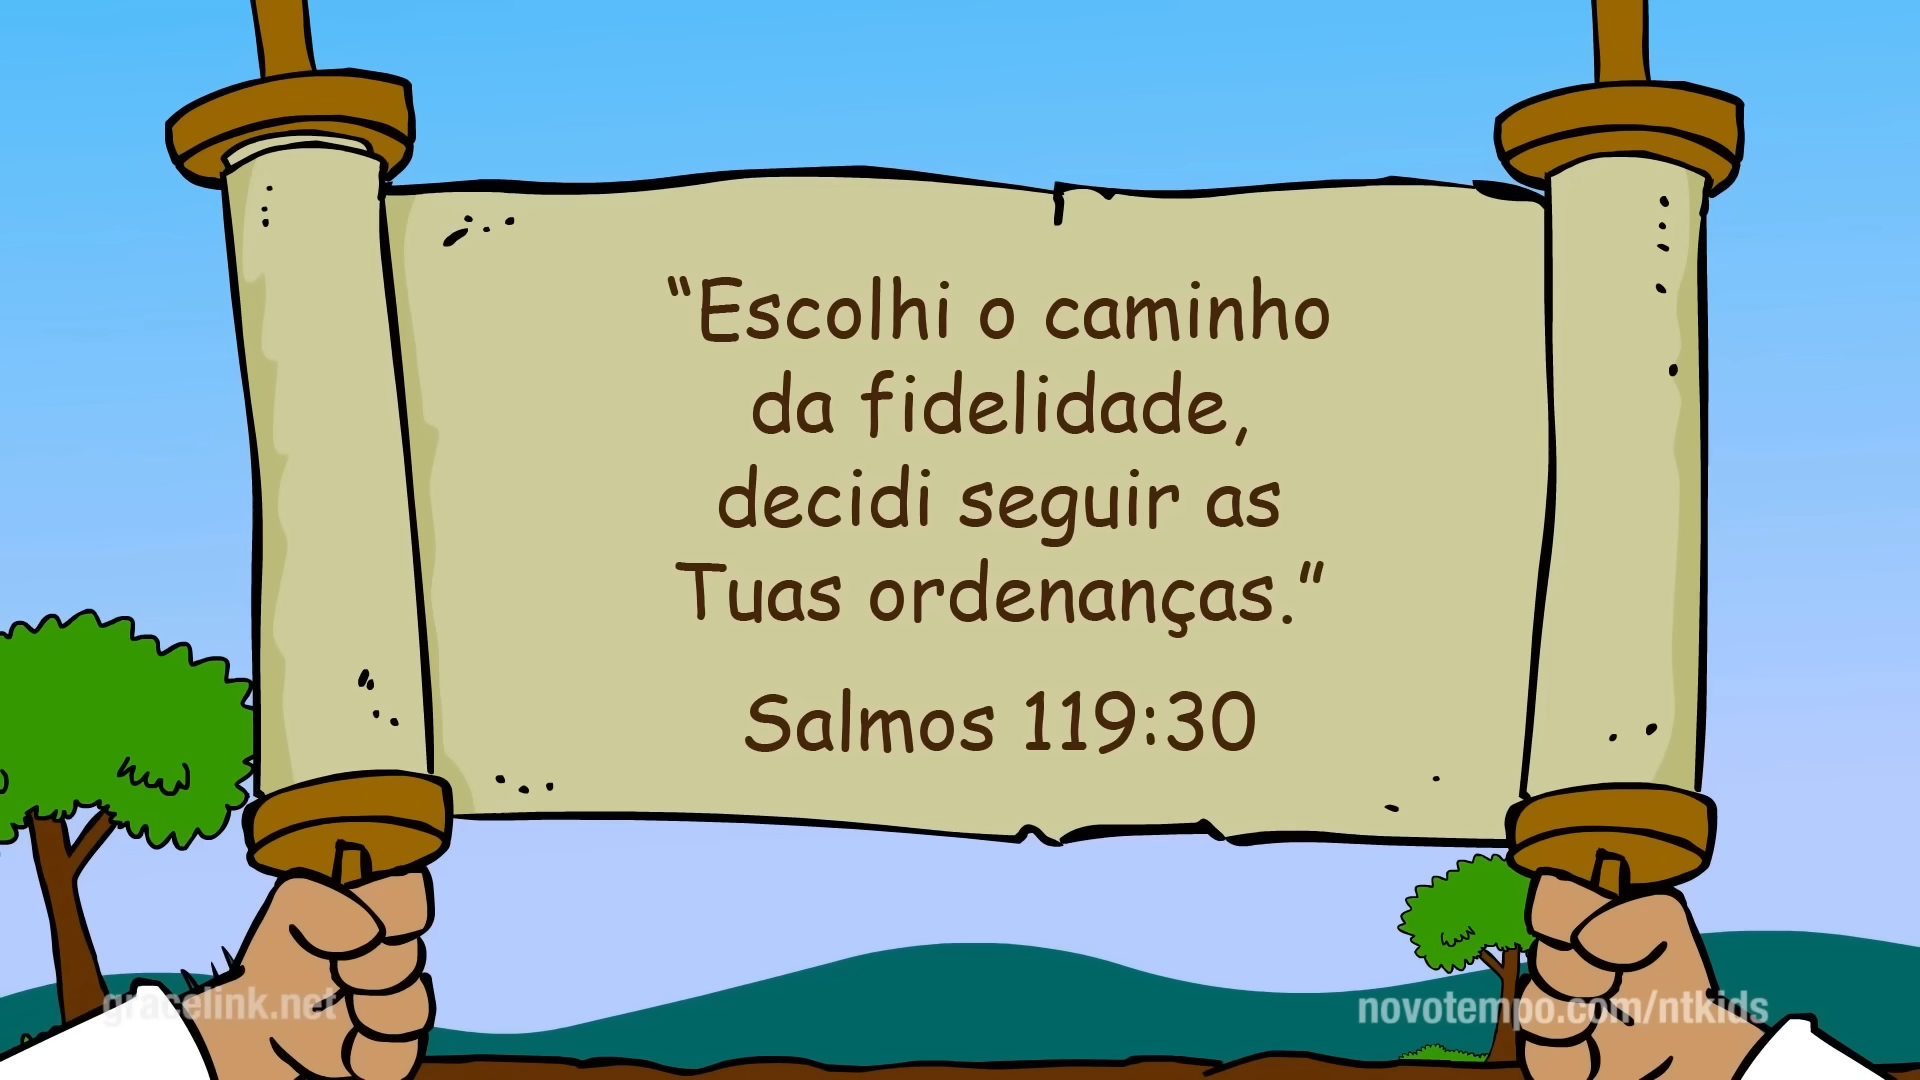 “Escolhi o caminho
da fidelidade,
decidi seguir as
Tuas ordenanças.”
Salmos 119:30
gracelink.net
novotempo.com/ntkids